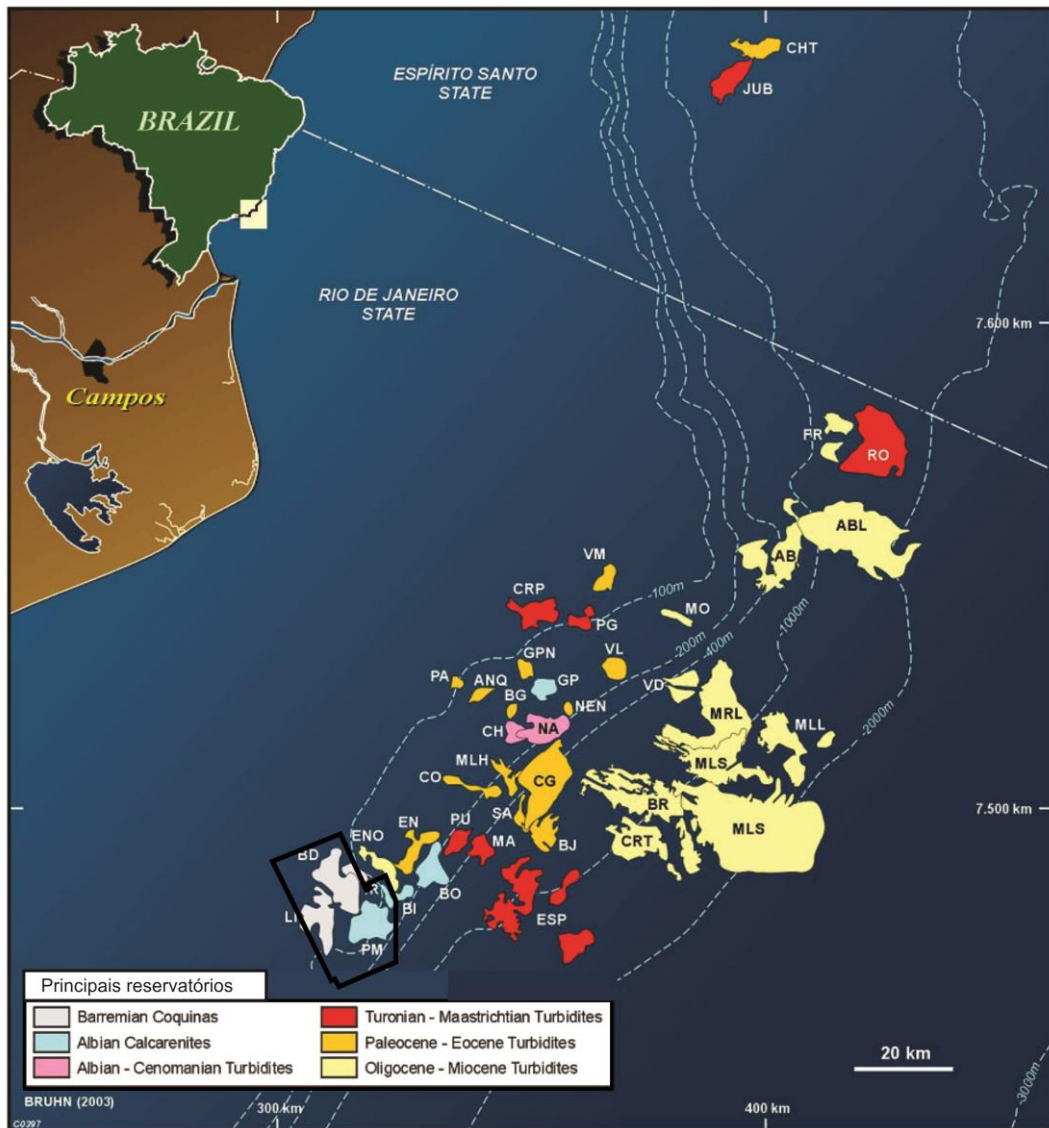 CHT
ESPÍRITO SANTO
STATE
JUB
BRAZIL
RIO DE JANEIRO
STATE
7.600 km
Campos
RO
ABL
AB
VM
-100m
CRP
MO
-1000m
PG
-200m
-400m
GPN
VL
PA
ANQ
GP
VD
BG
NEN
MRL
CH
NA
MLL
-2000m
MLH
MLS
CO
CG
BR
7.500 km
SA
EN
PU
MLS
ENO
MA
BJ
CRT
BD
BO
BI
ESP
PM
Principais reservatórios
Barremian Coquinas
Turonian - Maastrichtian Turbidites
Albian Calcarenites
Paleocene - Eocene Turbidites
Albian - Cenomanian Turbidites
Oligocene - Miocene Turbidites
20 km
BRUHN (2003)
300 km
400 km
-3000m